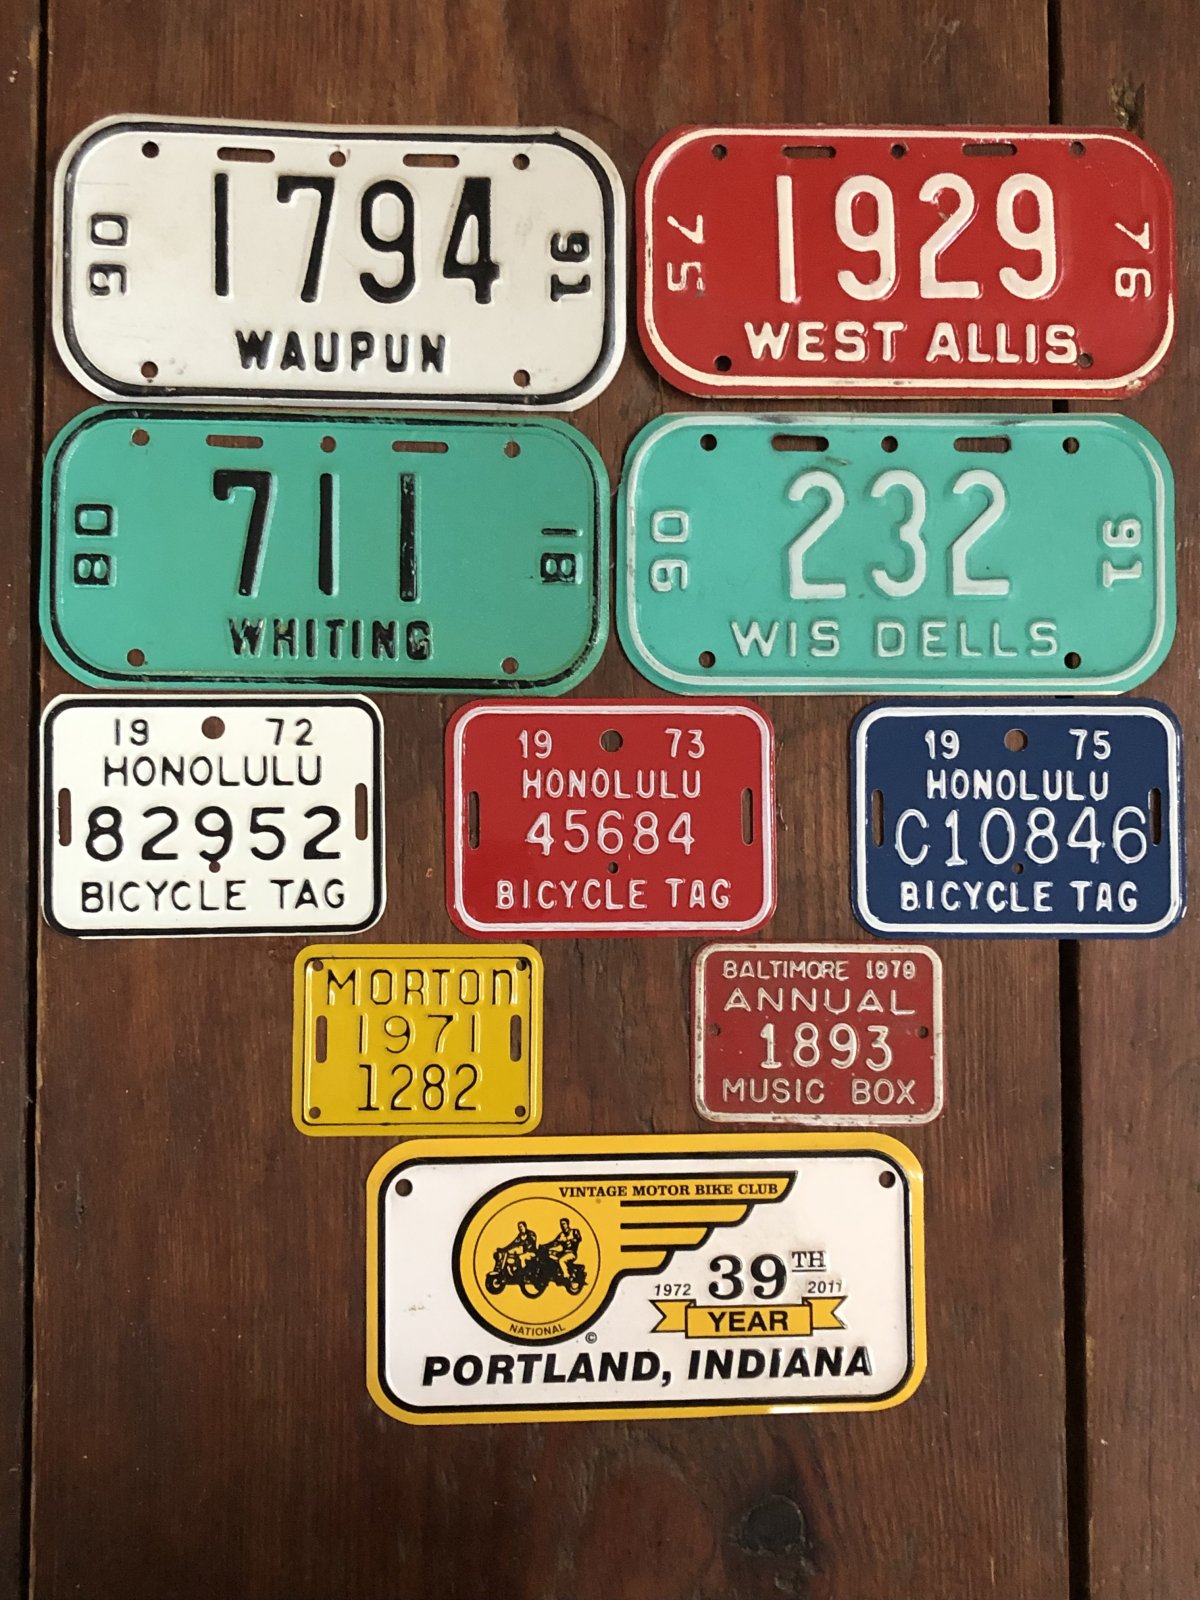 90 1794 91
WAUPUN
75 1929 76
WEST ALLIS
80 711 81
WHITING
90 232 91
WIS DELLS
19 72
HONOLULU
82952
BICYCLE TAG
19 73
HONOLULU
45684
BICYCLE TAG
19 75
HONOLULU
C10846
BICYCLE TAG
MORTON
1971
1282
BALTIMORE 1979
ANNUAL
1893
MUSIC BOX
VINTAGE MOTOR BIKE CLUB
NATIONAL ©
39TH
1972 2011
YEAR
PORTLAND, INDIANA